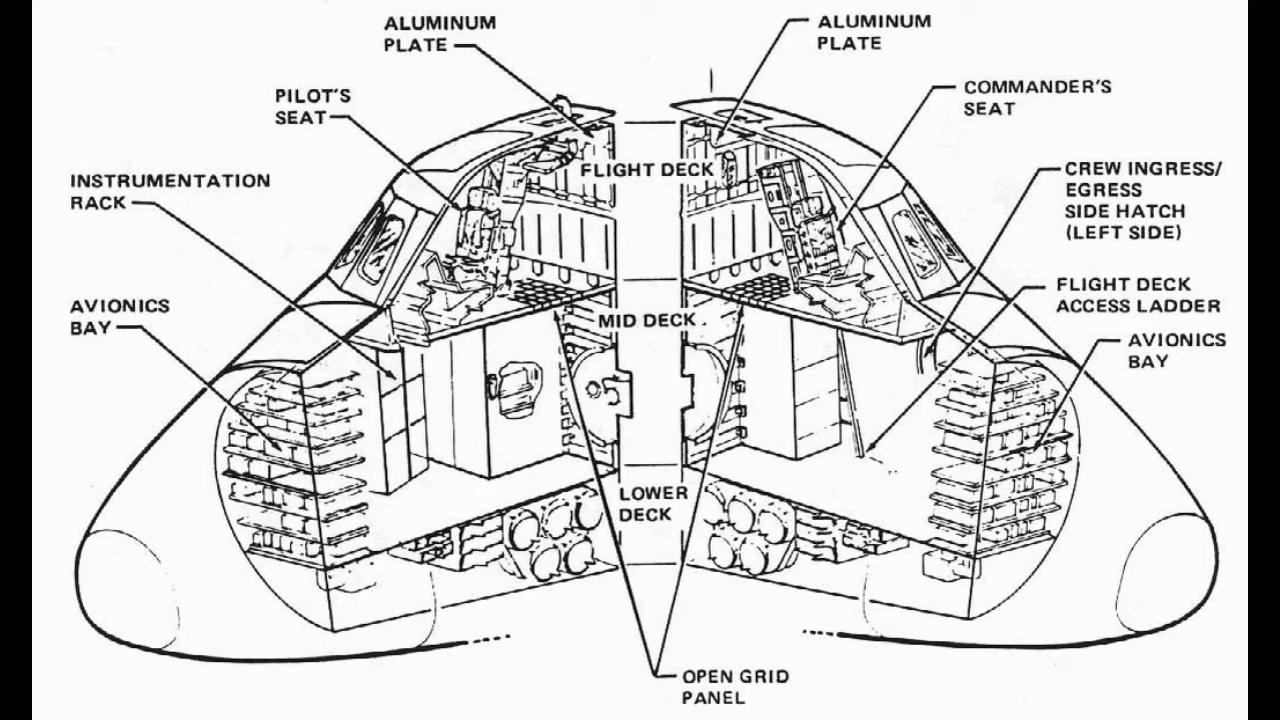 ALUMINUM
PLATE
ALUMINUM
PLATE
PILOT'S
SEAT
COMMANDER'S
SEAT
FLIGHT DECK
INSTRUMENTATION
RACK
CREW INGRESS/
EGRESS
SIDE HATCH
(LEFT SIDE)
AVIONICS
BAY
MID DECK
FLIGHT DECK
ACCESS LADDER
AVIONICS
BAY
LOWER
DECK
OPEN GRID
PANEL